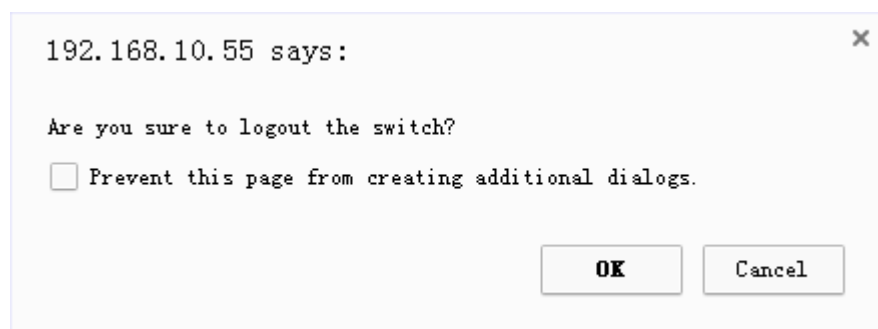 192.168.10.55 says:
Are you sure to logout the switch?
Prevent this page from creating additional dialogs.
OK Cancel